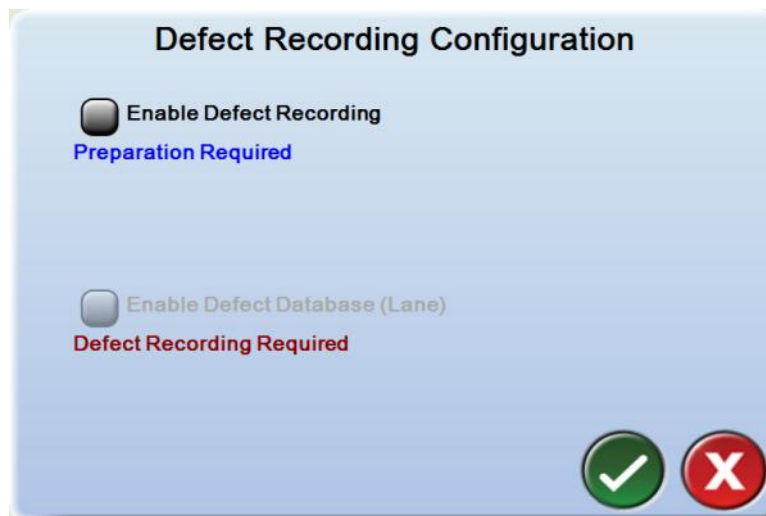 Defect Recording Configuration
Enable Defect Recording
Preparation Required
Enable Defect Database (Lane)
Defect Recording Required